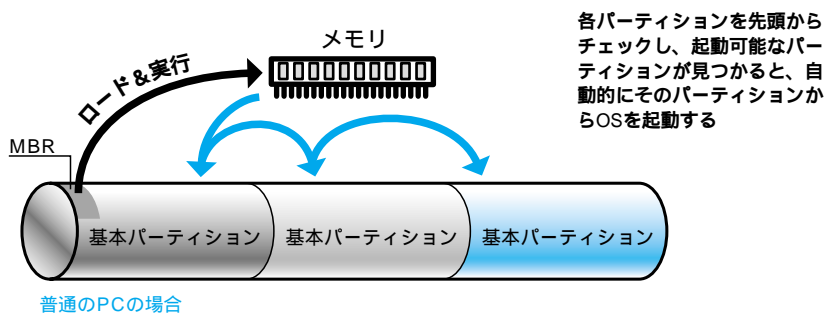 各パーティションを先頭から
チェックし、起動可能なパー
ティションが見つかると、自
動的にそのパーティションか
らOSを起動する
メモリ
ロード&実行
MBR
基本パーティション
基本パーティション
基本パーティション
普通のPCの場合